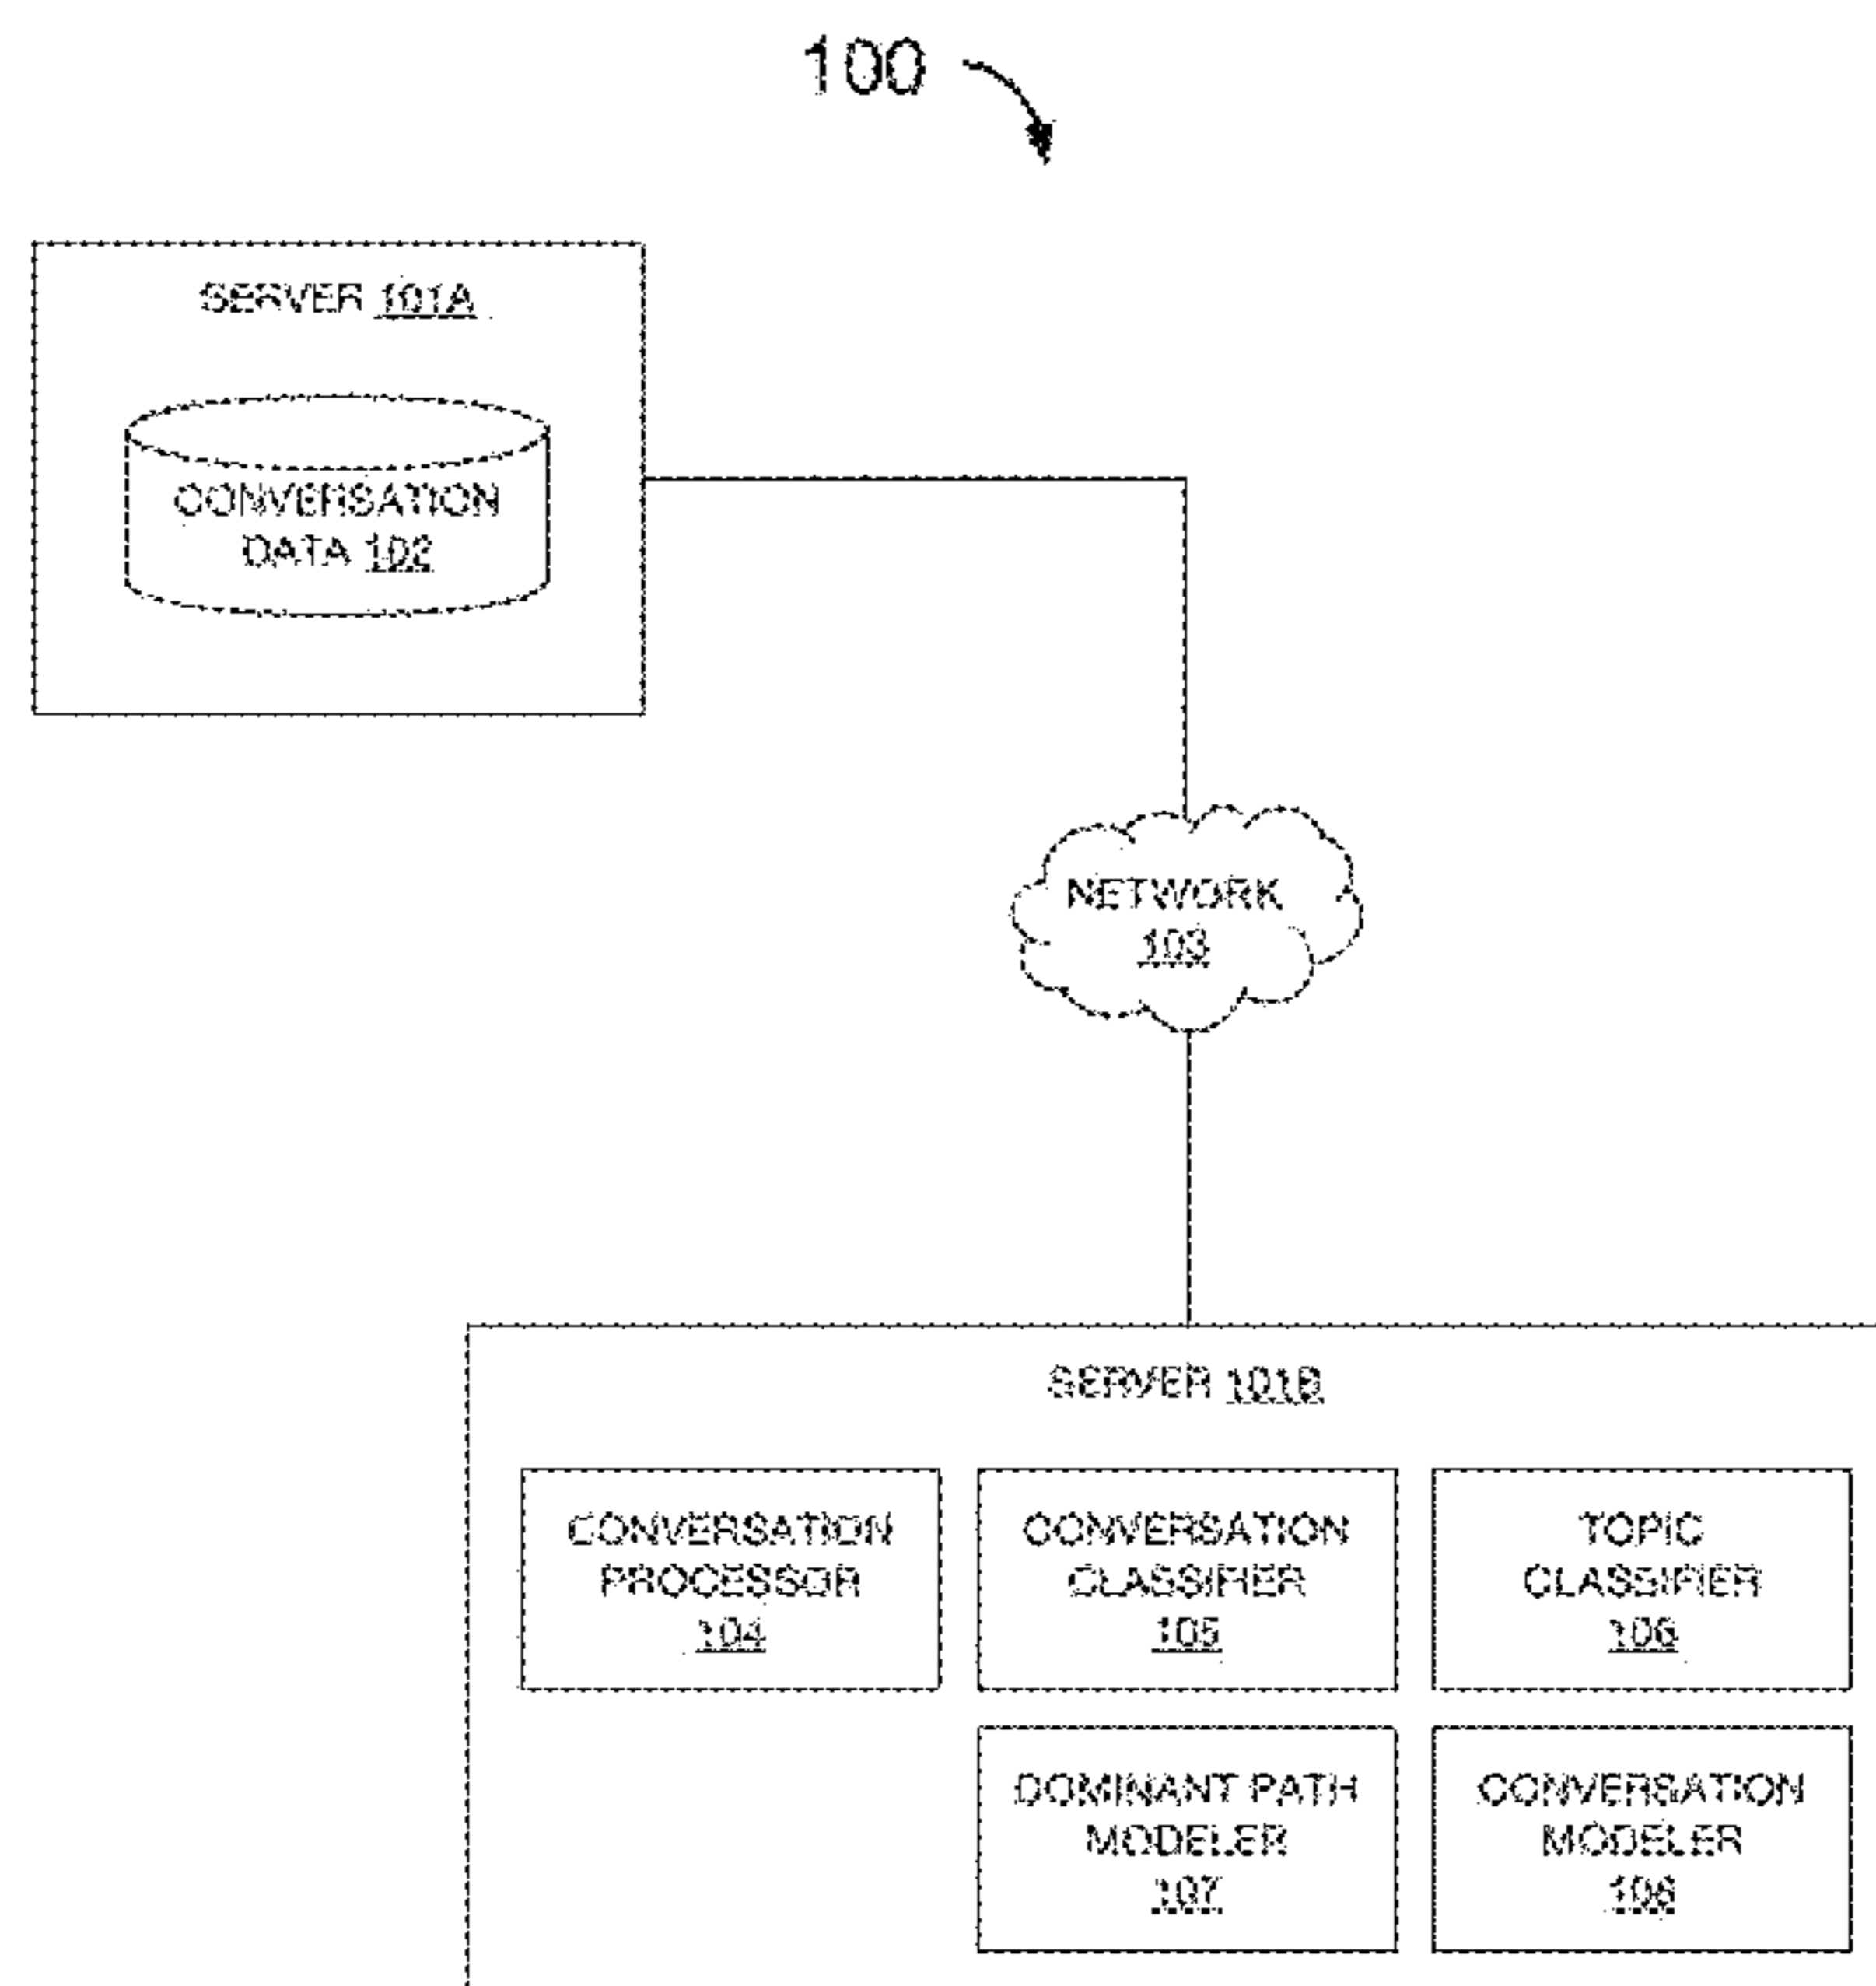 100
SERVER 101A
CONVERSATION
DATA 102
NETWORK
103
SERVER 101B
CONVERSATION
PROCESSOR
104
CONVERSATION
CLASSIFIER
105
TOPIC
CLASSIFIER
106
DOMINANT PATH
MODELER
107
CONVERSATION
MODELER
108